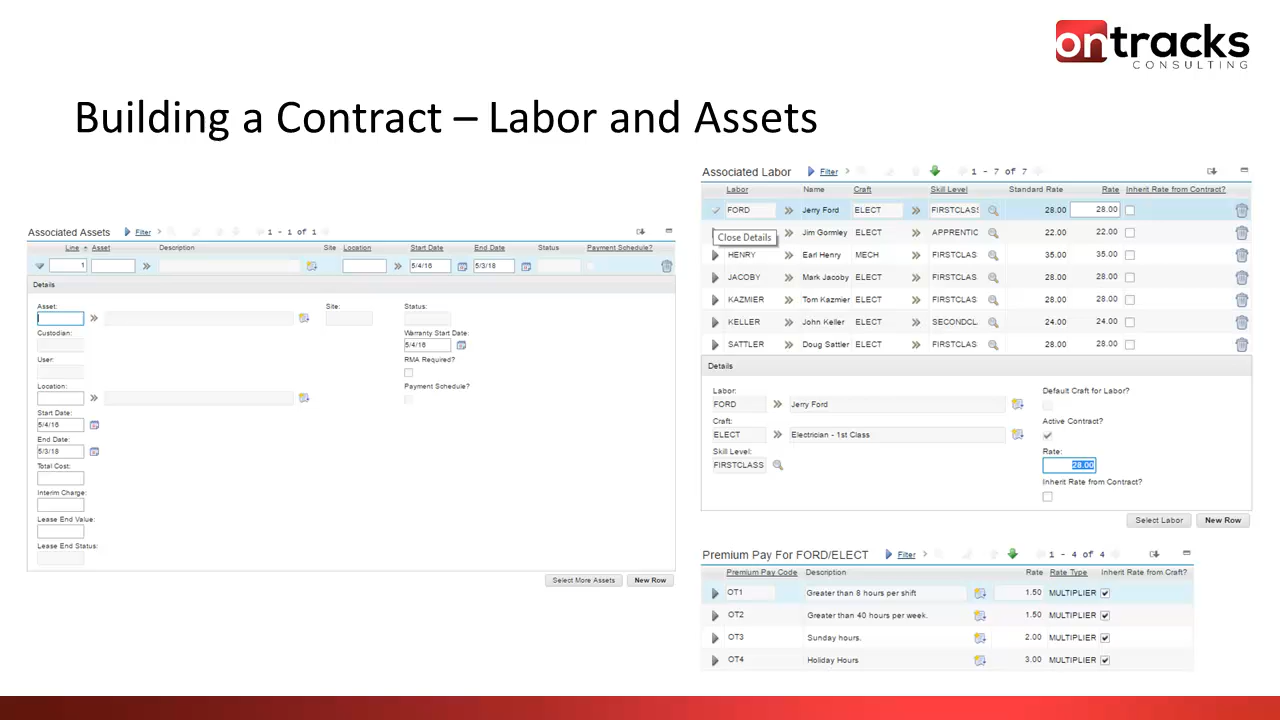 ontracks
CONSULTING
Building a Contract – Labor and Assets
Associated Assets Filter 1 - 1 of 1
Line Asset Description Site Location Start Date End Date Status Payment Schedule?
1 5/4/16 5/3/18
Details
Asset: Site: Status:
Custodian: Warranty Start Date:
5/4/16
User: RMA Required?
Location: Payment Schedule?
Start Date:
5/4/16
End Date:
5/3/18
Total Cost:
Interim Charge:
Lease End Value:
Lease End Status:
Select More Assets New Row
Associated Labor Filter 1 - 7 of 7
Labor Name Craft Skill Level Standard Rate Rate Inherit Rate from Contract?
FORD Jerry Ford ELECT FIRSTCLASS 28.00 28.00
Close Details Jim Gormley ELECT APPRENTIC 22.00 22.00
HENRY Earl Henry MECH FIRSTCLAS 35.00 35.00
JACOBY Mark Jacoby ELECT FIRSTCLAS 28.00 28.00
KAZMIER Tom Kazmier ELECT FIRSTCLAS 28.00 28.00
KELLER John Keller ELECT SECONDCL 24.00 24.00
SATTLER Doug Sattler ELECT FIRSTCLAS 28.00 28.00
Details
Labor: Default Craft for Labor?
FORD Jerry Ford
Craft: Active Contract?
ELECT Electrician - 1st Class
Skill Level: Rate:
FIRSTCLASS 28.00
Inherit Rate from Contract?
Select Labor New Row
Premium Pay For FORD/ELECT Filter 1 - 4 of 4
Premium Pay Code Description Rate Rate Type Inherit Rate from Craft?
OT1 Greater than 8 hours per shift 1.50 MULTIPLIER
OT2 Greater than 40 hours per week. 1.50 MULTIPLIER
OT3 Sunday hours. 2.00 MULTIPLIER
OT4 Holiday Hours 3.00 MULTIPLIER